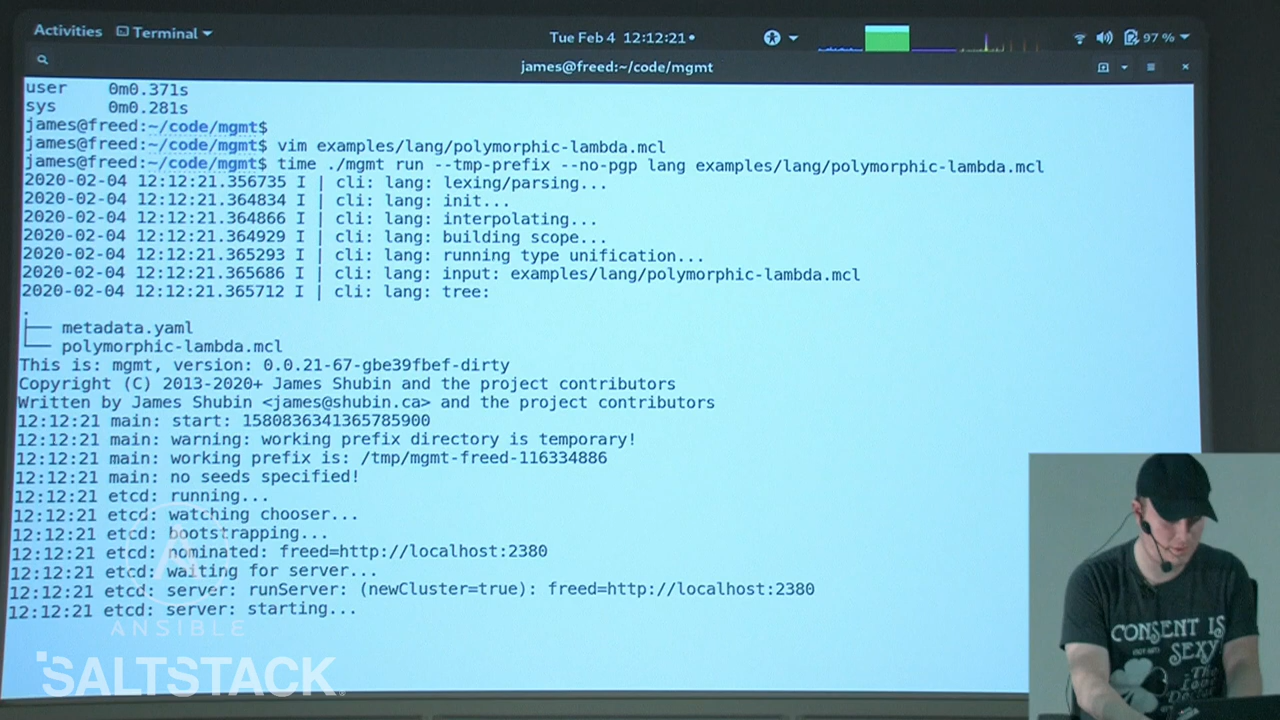 Activities Terminal Tue Feb 4 12:12:21 97 %
james@freed:~/code/mgmt
user 0m0.371s
sys 0m0.281s
james@freed:~/code/mgmt$
james@freed:~/code/mgmt$ vim examples/lang/polymorphic-lambda.mcl
james@freed:~/code/mgmt$ time ./mgmt run --tmp-prefix --no-pgp lang examples/lang/polymorphic-lambda.mcl
2020-02-04 12:12:21.356735 I | cli: lang: lexing/parsing...
2020-02-04 12:12:21.364834 I | cli: lang: init...
2020-02-04 12:12:21.364866 I | cli: lang: interpolating...
2020-02-04 12:12:21.364929 I | cli: lang: building scope...
2020-02-04 12:12:21.365293 I | cli: lang: running type unification...
2020-02-04 12:12:21.365686 I | cli: lang: input: examples/lang/polymorphic-lambda.mcl
2020-02-04 12:12:21.365712 I | cli: lang: tree:
.
├── metadata.yaml
└── polymorphic-lambda.mcl
This is: mgmt, version: 0.0.21-67-gbe39fbef-dirty
Copyright (C) 2013-2020+ James Shubin and the project contributors
Written by James Shubin <james@shubin.ca> and the project contributors
12:12:21 main: start: 1580836341365785900
12:12:21 main: warning: working prefix directory is temporary!
12:12:21 main: working prefix is: /tmp/mgmt-freed-116334886
12:12:21 main: no seeds specified!
12:12:21 etcd: running...
12:12:21 etcd: watching chooser...
12:12:21 etcd: bootstrapping...
12:12:21 etcd: nominated: freed=http://localhost:2380
12:12:21 etcd: waiting for server...
12:12:21 etcd: server: runServer: (newCluster=true): freed=http://localhost:2380
12:12:21 etcd: server: starting...
ANSIBLE
SALTSTACK
CONSENT IS
SEXY
The